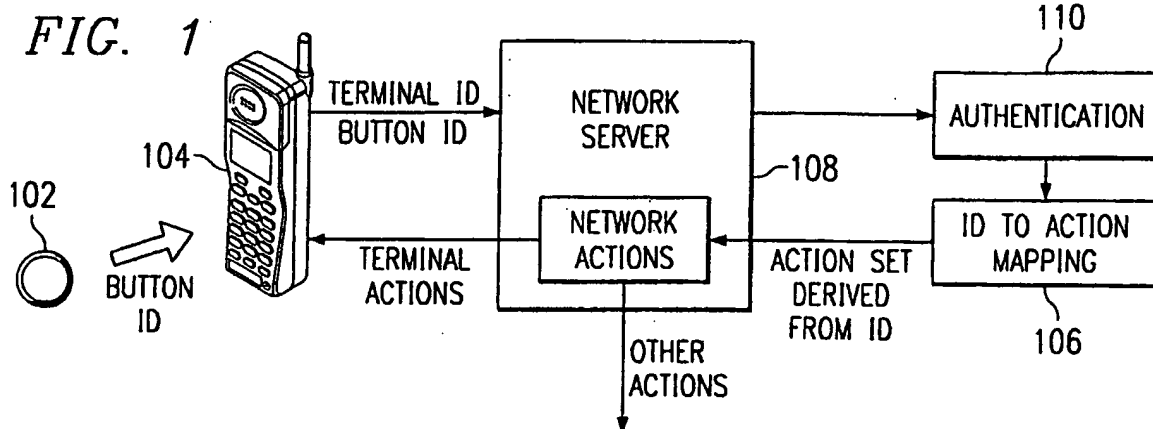 FIG. 1
110
TERMINAL ID
BUTTON ID
NETWORK
SERVER
AUTHENTICATION
104
108
102
BUTTON
ID
TERMINAL
ACTIONS
NETWORK
ACTIONS
ACTION SET
DERIVED
FROM ID
ID TO ACTION
MAPPING
106
OTHER
ACTIONS